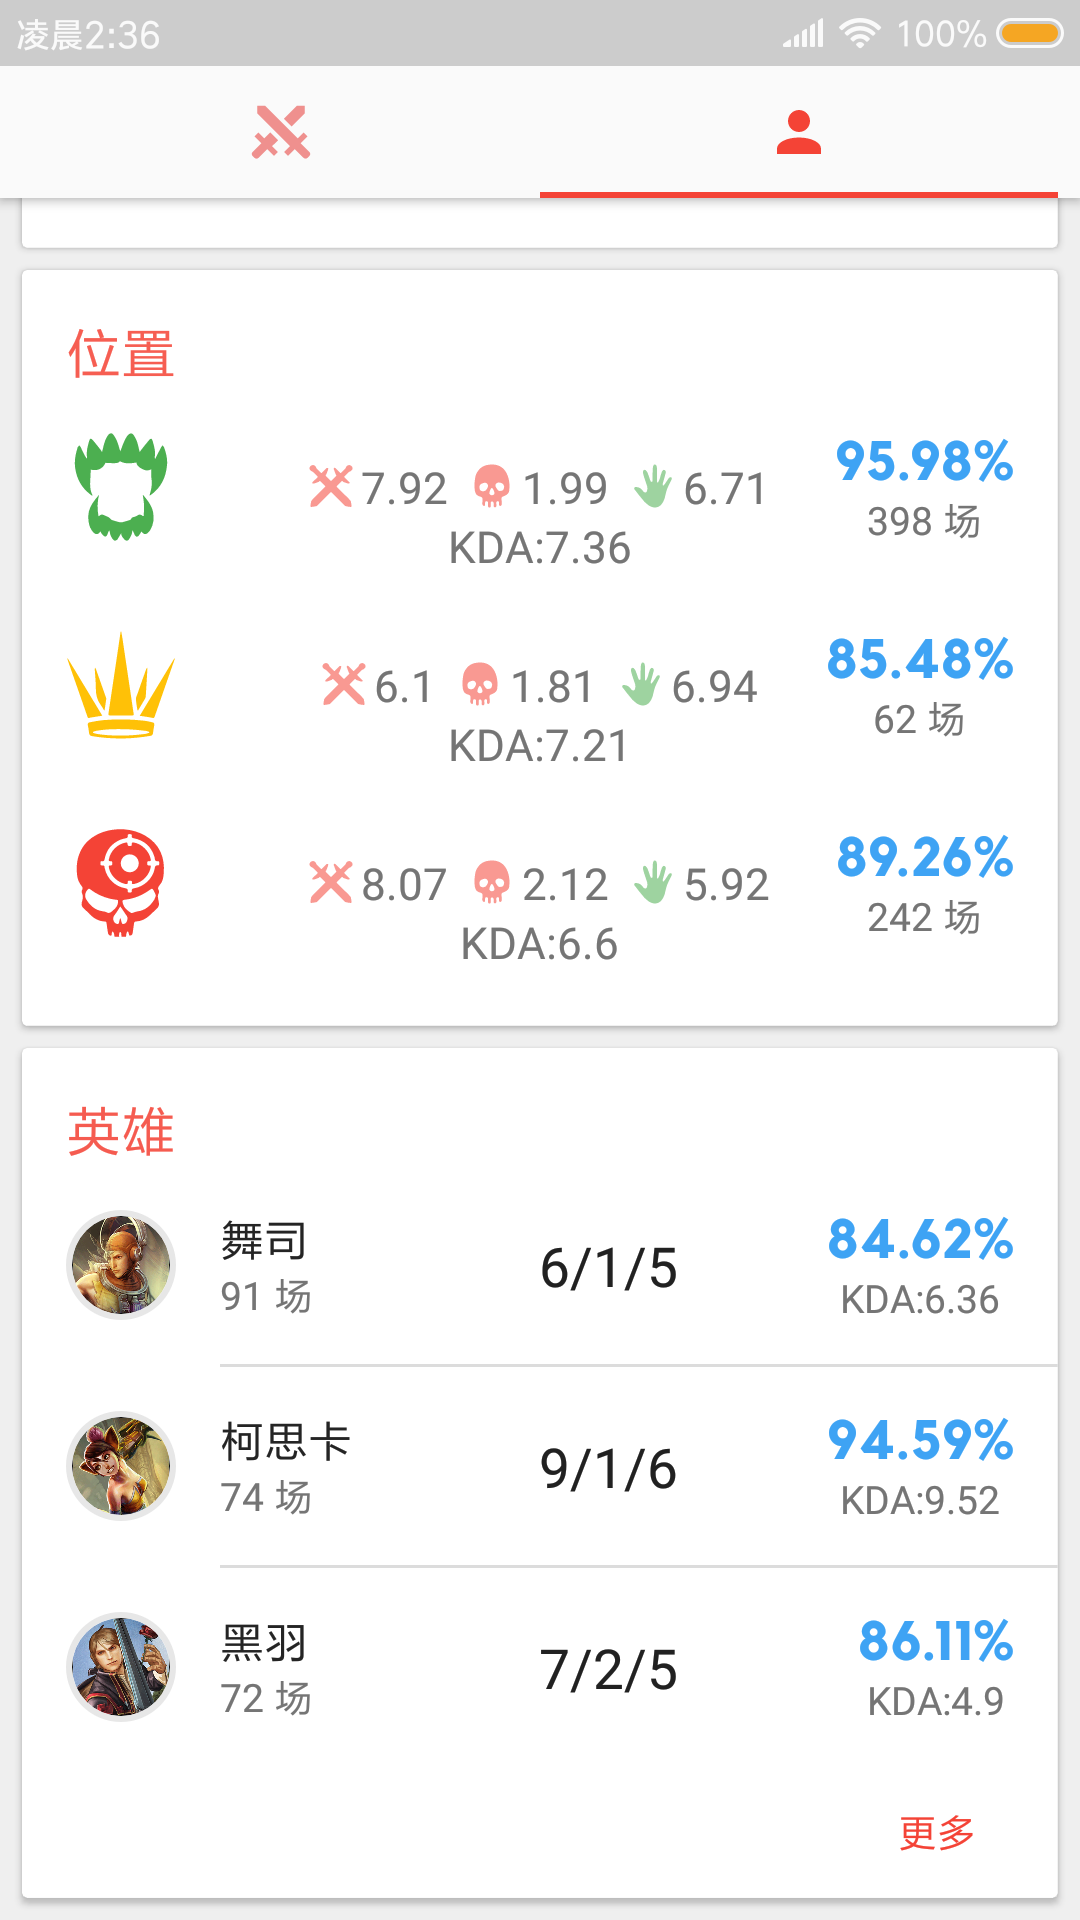 凌晨2:36 100%
位置
7.92 1.99 6.71
KDA:7.36
95.98%
398 场
6.1 1.81 6.94
KDA:7.21
85.48%
62 场
8.07 2.12 5.92
KDA:6.6
89.26%
242 场
英雄
舞司
91 场
6/1/5
84.62%
KDA:6.36
柯思卡
74 场
9/1/6
94.59%
KDA:9.52
黑羽
72 场
7/2/5
86.11%
KDA:4.9
更多